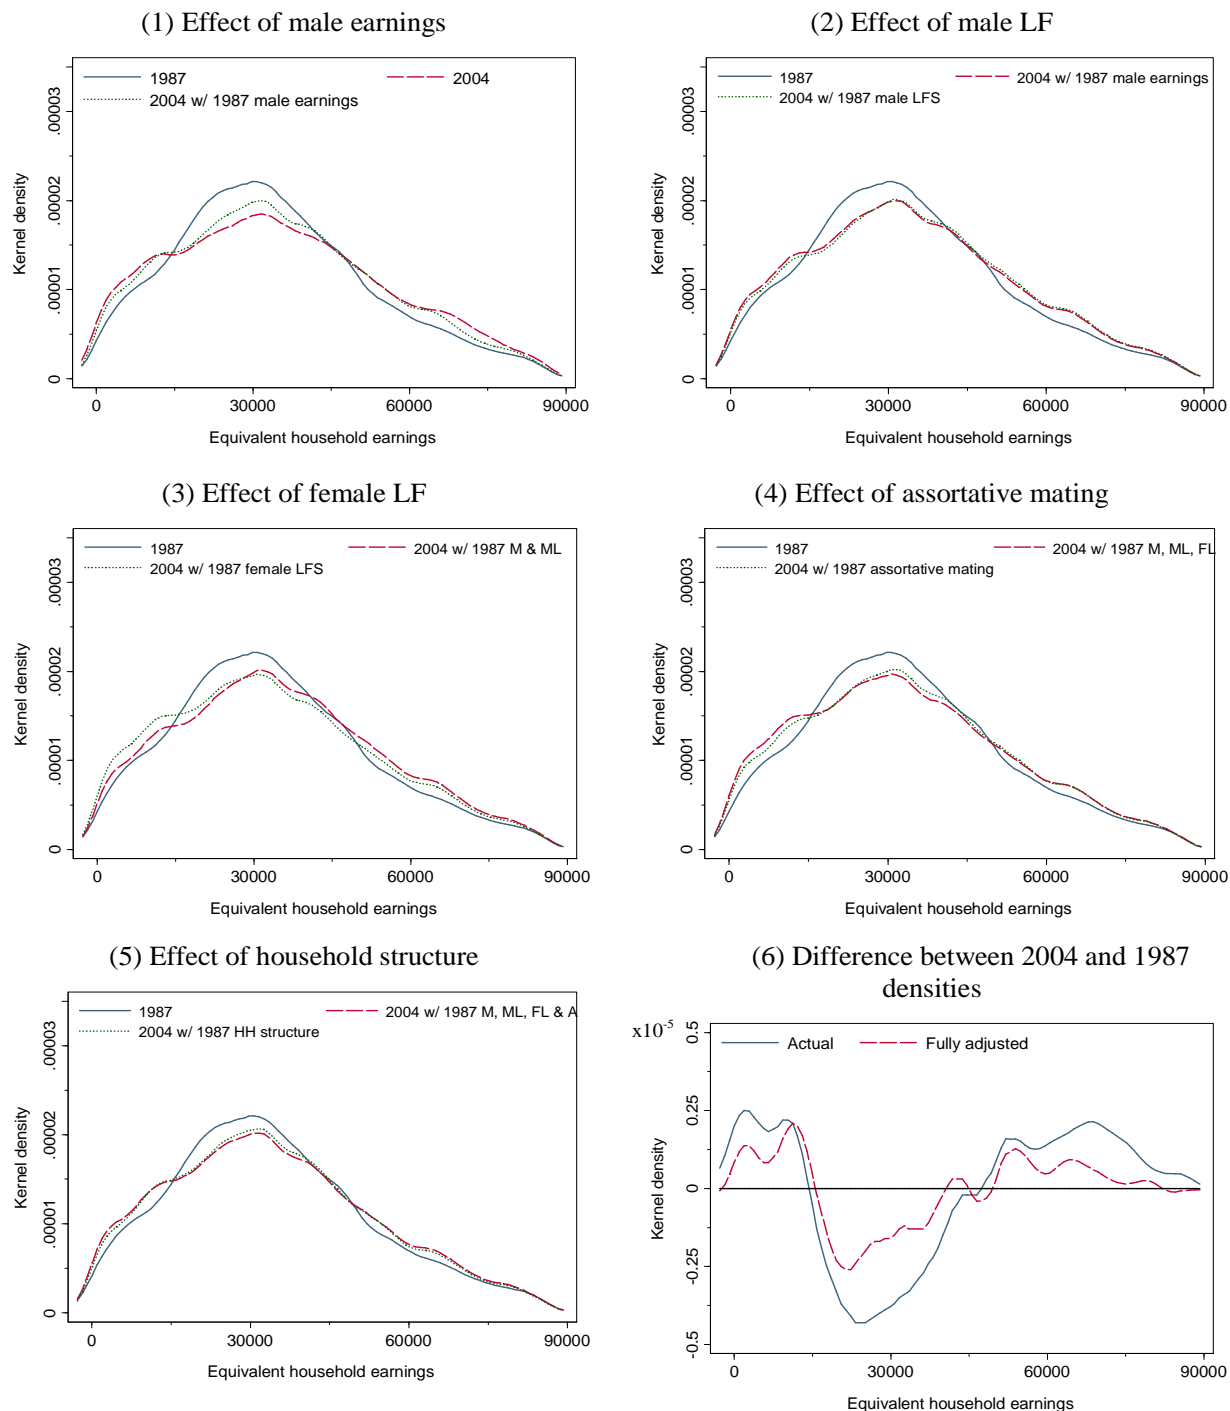 (1) Effect of male earnings
1987
2004
2004 w/ 1987 male earnings
Kernel density
0 .00001 .00002 .00003
0 30000 60000 90000
Equivalent household earnings
(2) Effect of male LF
1987
2004 w/ 1987 male earnings
2004 w/ 1987 male LFS
Kernel density
0 .00001 .00002 .00003
0 30000 60000 90000
Equivalent household earnings
(3) Effect of female LF
1987
2004 w/ 1987 M & ML
2004 w/ 1987 female LFS
Kernel density
0 .00001 .00002 .00003
0 30000 60000 90000
Equivalent household earnings
(4) Effect of assortative mating
1987
2004 w/ 1987 M, ML, FL
2004 w/ 1987 assortative mating
Kernel density
0 .00001 .00002 .00003
0 30000 60000 90000
Equivalent household earnings
(5) Effect of household structure
1987
2004 w/ 1987 M, ML, FL & A
2004 w/ 1987 HH structure
Kernel density
0 .00001 .00002 .00003
0 30000 60000 90000
Equivalent household earnings
(6) Difference between 2004 and 1987
densities
x10⁻⁵
Actual
Fully adjusted
Kernel density
-0.5 -0.25 0 0.25 0.5
0 30000 60000 90000
Equivalent household earnings